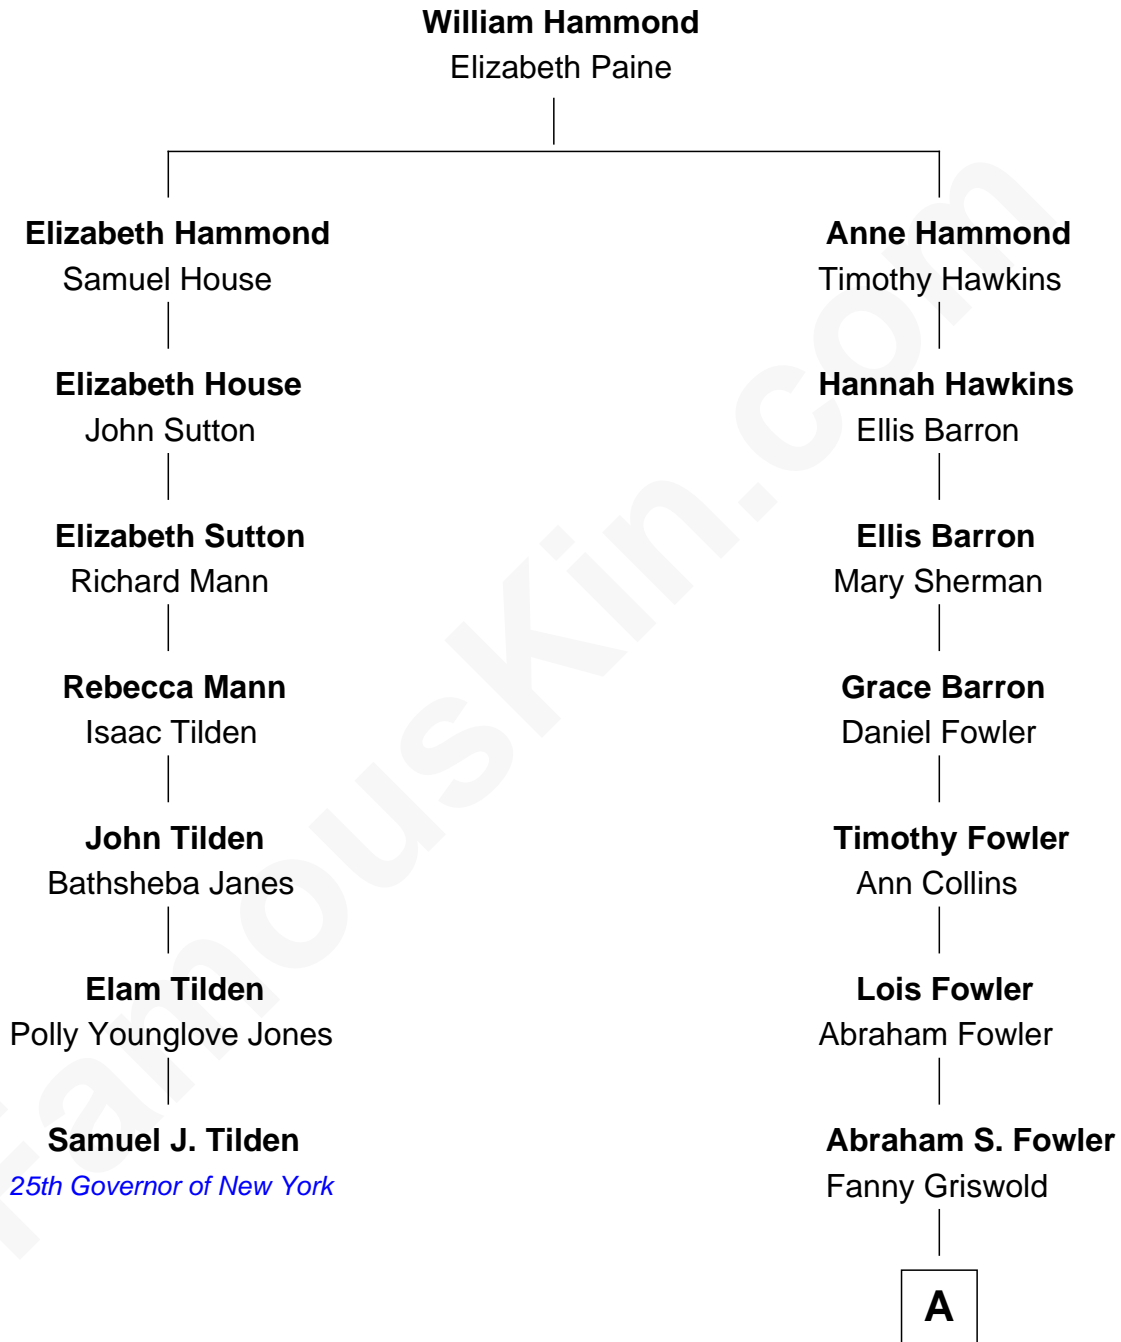 William Hammond
Elizabeth Paine
Elizabeth Hammond
Samuel House
Elizabeth House
John Sutton
Elizabeth Sutton
Richard Mann
Rebecca Mann
Isaac Tilden
John Tilden
Bathsheba Janes
Elam Tilden
Polly Younglove Jones
Samuel J. Tilden
25th Governor of New York
Anne Hammond
Timothy Hawkins
Hannah Hawkins
Ellis Barron
Ellis Barron
Mary Sherman
Grace Barron
Daniel Fowler
Timothy Fowler
Ann Collins
Lois Fowler
Abraham Fowler
Abraham S. Fowler
Fanny Griswold
A
FamousKin.com